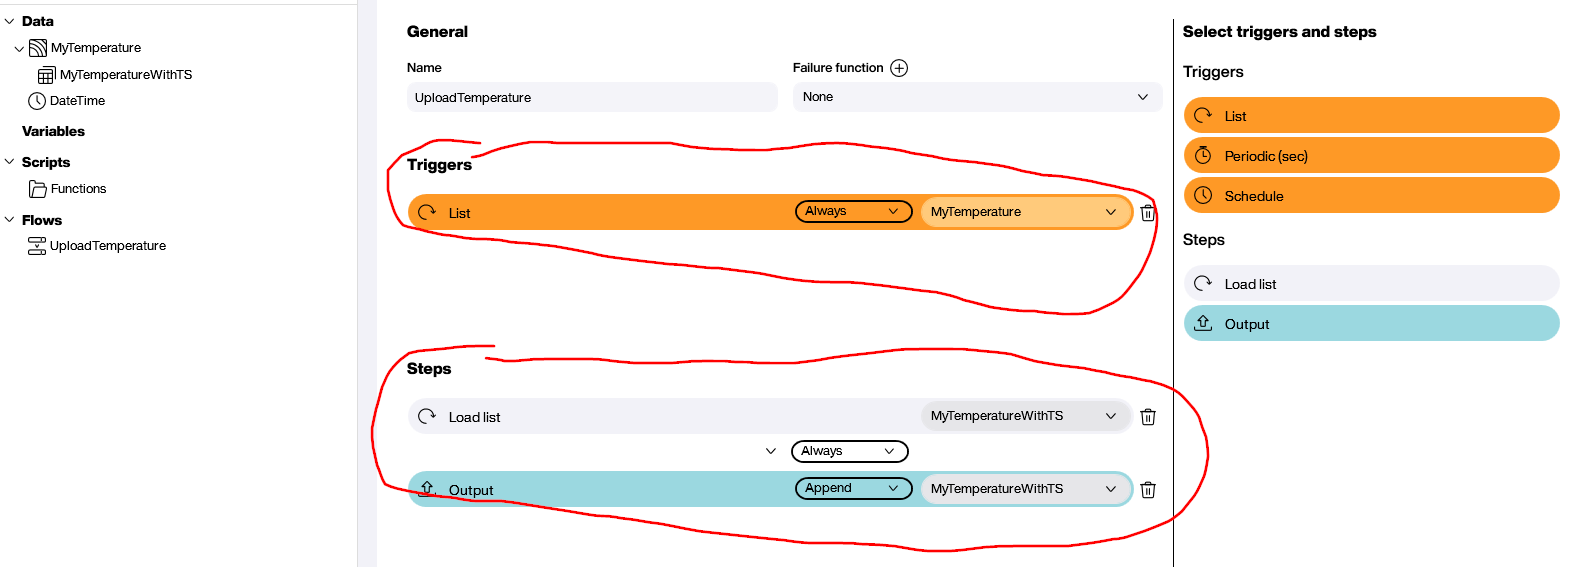 Data
MyTemperature
MyTemperatureWithTS
DateTime
Variables
Scripts
Functions
Flows
UploadTemperature
General
Name
Failure function
UploadTemperature
None
Triggers
List
Always
MyTemperature
Steps
Load list
MyTemperatureWithTS
Always
Output
Append
MyTemperatureWithTS
Select triggers and steps
Triggers
List
Periodic (sec)
Schedule
Steps
Load list
Output